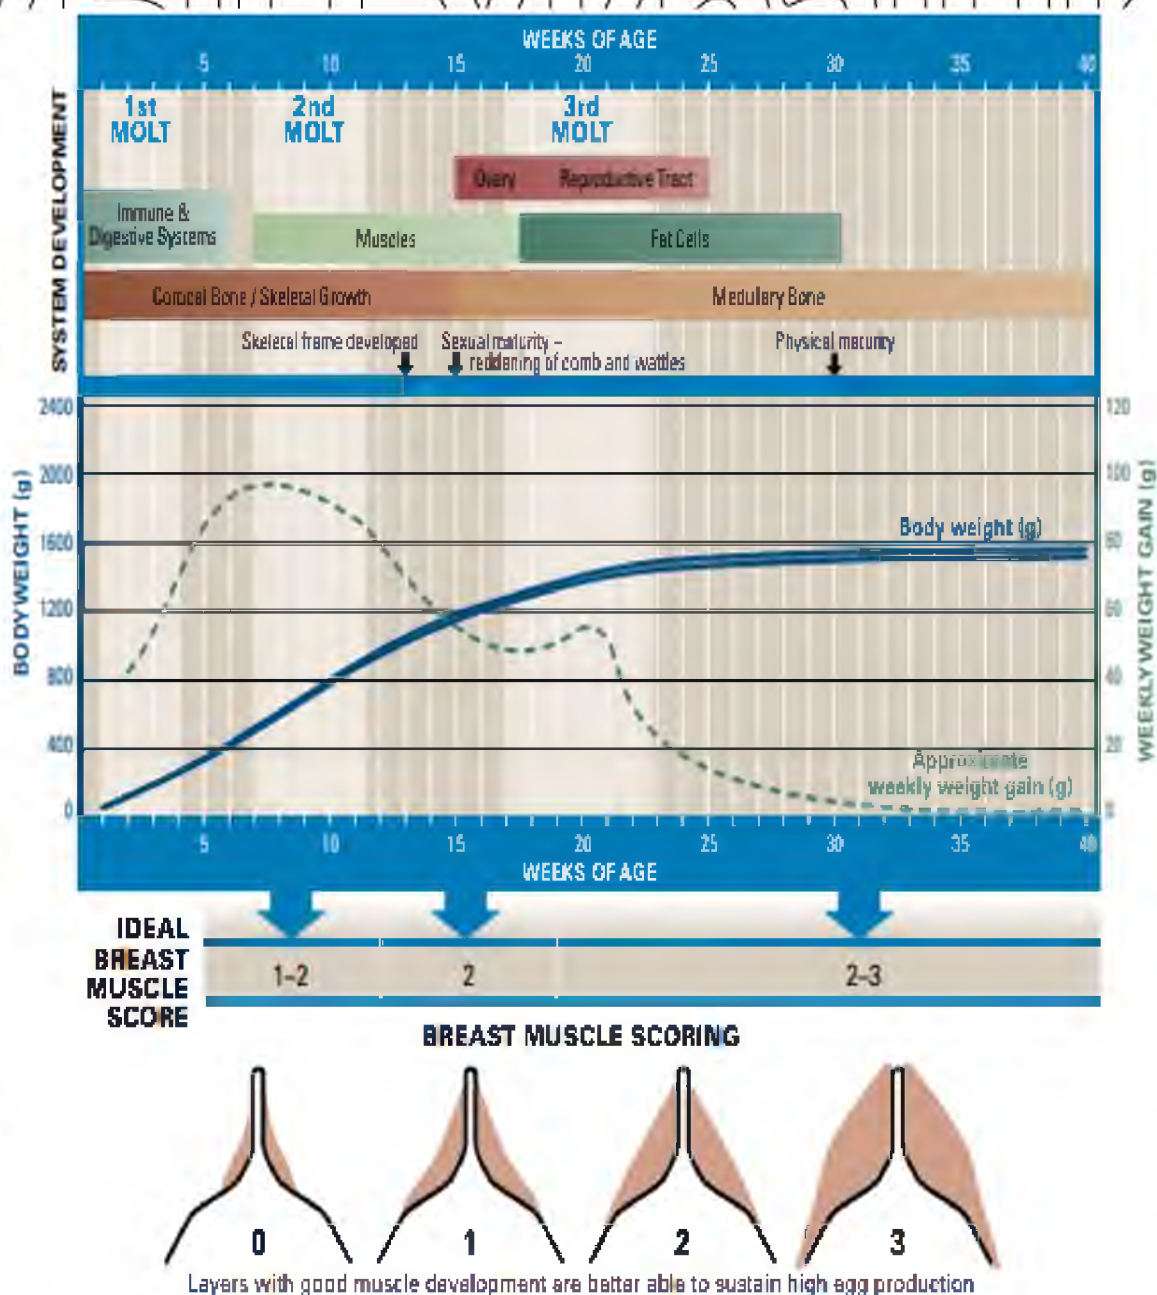 WEEKS OF AGE
5 10 15 20 25 30 35 40
SYSTEM DEVELOPMENT
1st
MOLT
2nd
MOLT
3rd
MOLT
Ovary Reproductive Tract
Immune &
Digestive Systems
Muscles
Fat Cells
Cortical Bone / Skeletal Growth
Medullary Bone
Skeletal frame developed
Sexual maturity –
reddening of comb and wattles
Physical maturity
BODYWEIGHT (g)
2400
2000
1600
1200
800
400
0
120
100
80
60
40
20
0
WEEKLY WEIGHT GAIN (g)
Body weight (g)
Approximate
weekly weight gain (g)
5 10 15 20 25 30 35 40
WEEKS OF AGE
IDEAL
BREAST
MUSCLE
SCORE
1–2
2
2–3
BREAST MUSCLE SCORING
0
1
2
3
Layers with good muscle development are better able to sustain high egg production